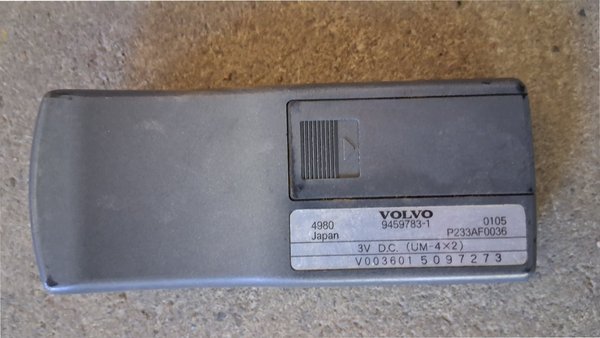 VOLVO
4980 9459783-1 0105
Japan P233AF0036
3V D.C. (UM-4×2)
V003601 5097273